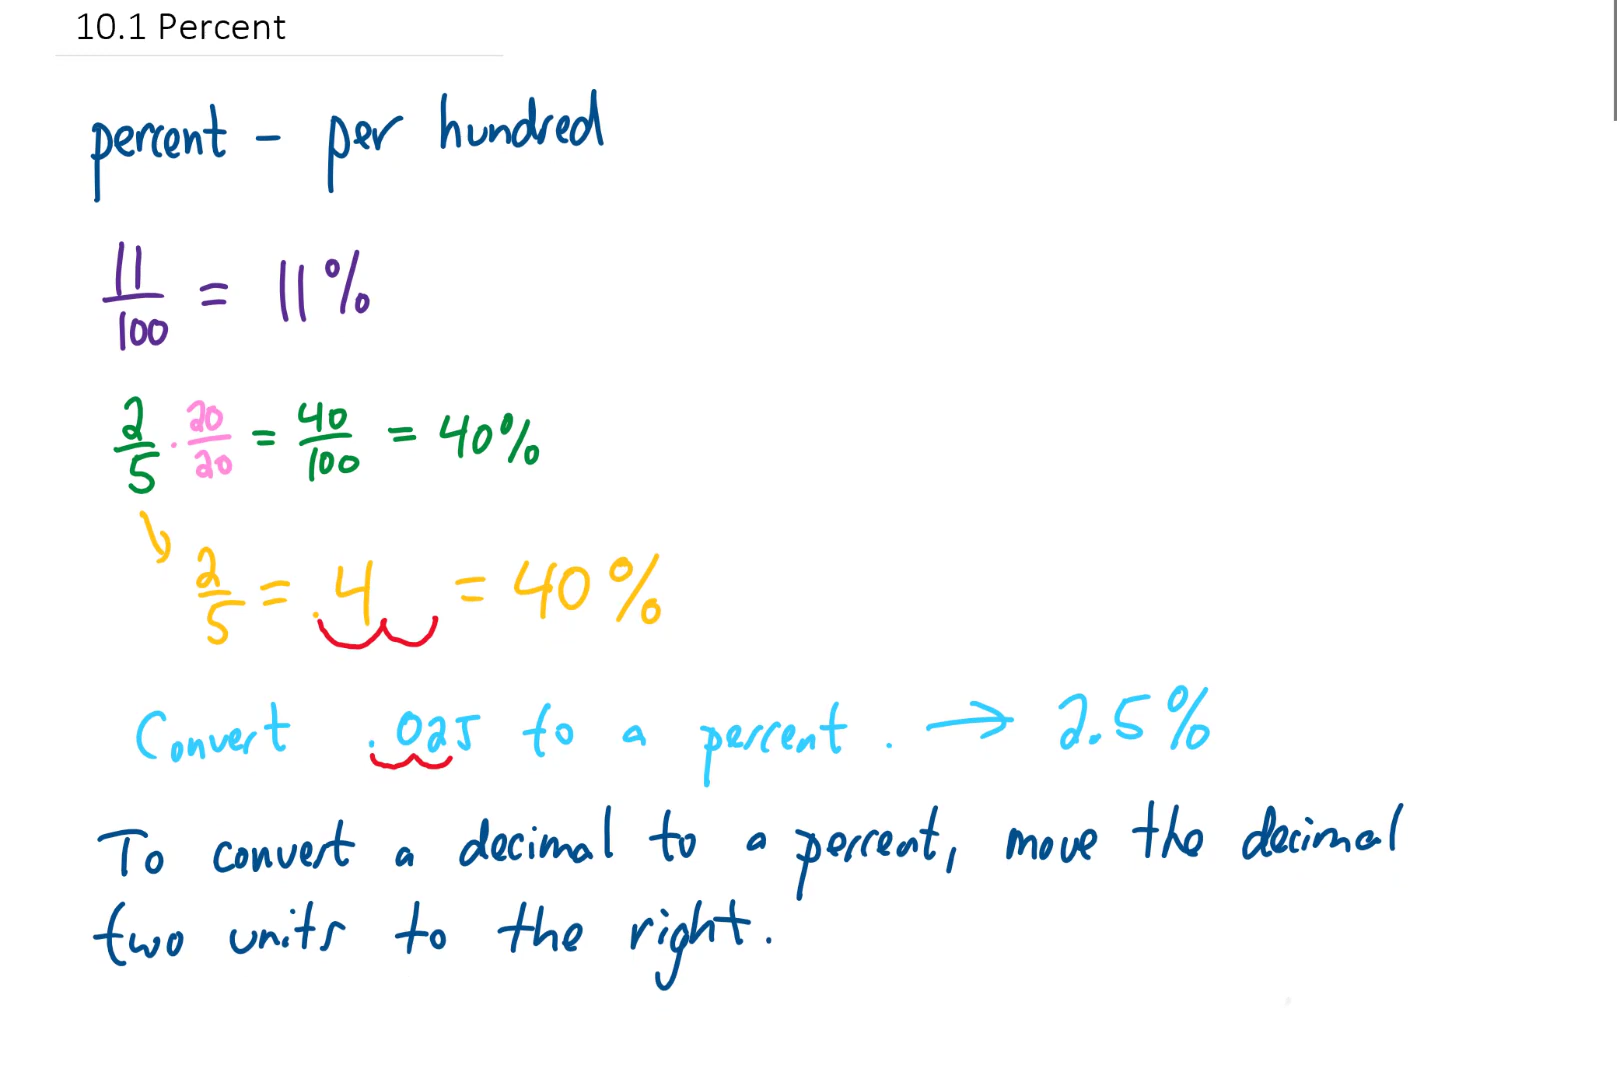 10.1 Percent
percent - per hundred
11/100 = 11%
2/5 · 20/20 = 40/100 = 40%
2/5 = .4 = 40%
Convert .025 to a percent. → 2.5%
To convert a decimal to a percent, move the decimal
two units to the right.